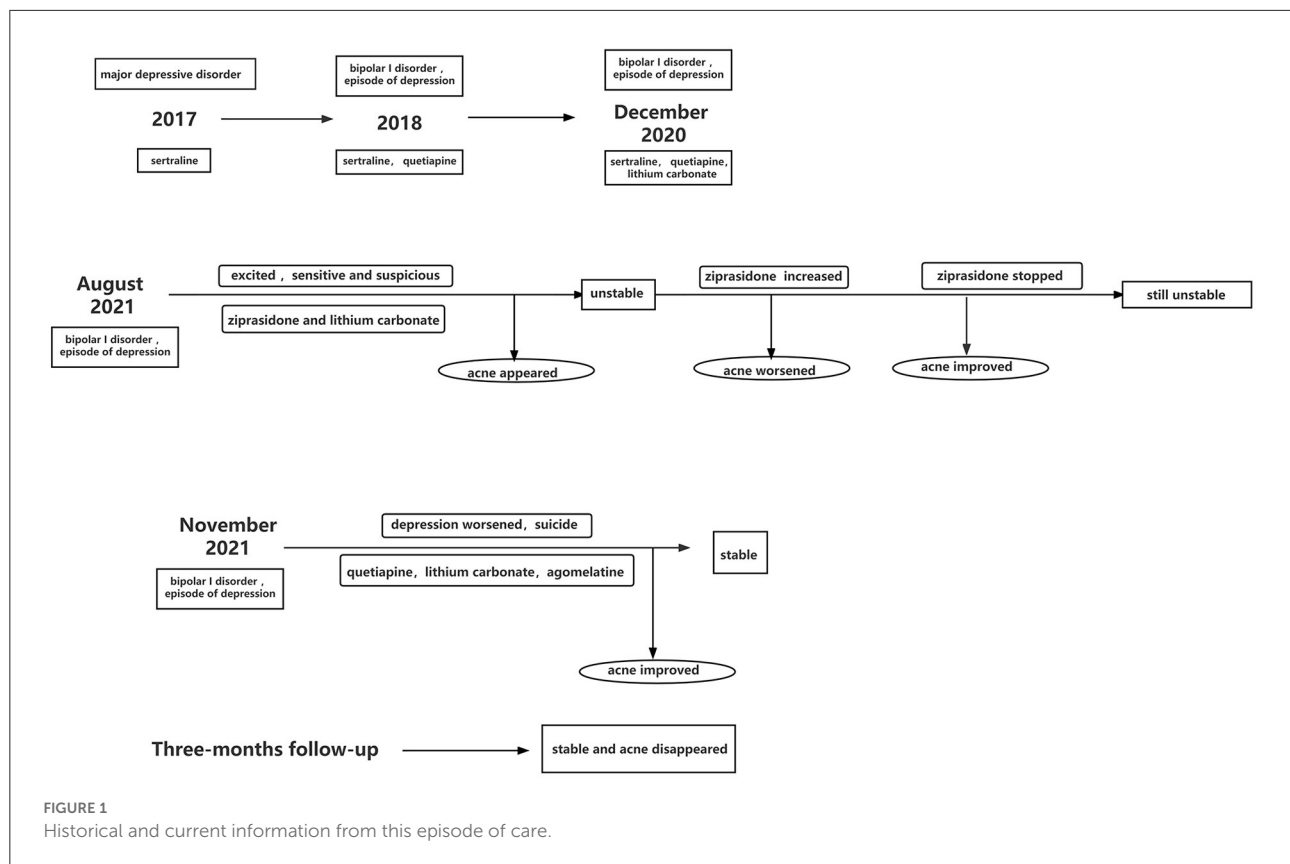 major depressive disorder
2017
sertraline
bipolar I disorder ,
episode of depression
2018
sertraline, quetiapine
bipolar I disorder ,
episode of depression
December
2020
sertraline, quetiapine,
lithium carbonate
August
2021
bipolar I disorder ,
episode of depression
excited , sensitive and suspicious
ziprasidone and lithium carbonate
acne appeared
unstable
ziprasidone increased
acne worsened
ziprasidone stopped
acne improved
still unstable
November
2021
bipolar I disorder ,
episode of depression
depression worsened, suicide
quetiapine, lithium carbonate, agomelatine
acne improved
stable
Three-months follow-up
stable and acne disappeared
FIGURE 1
Historical and current information from this episode of care.